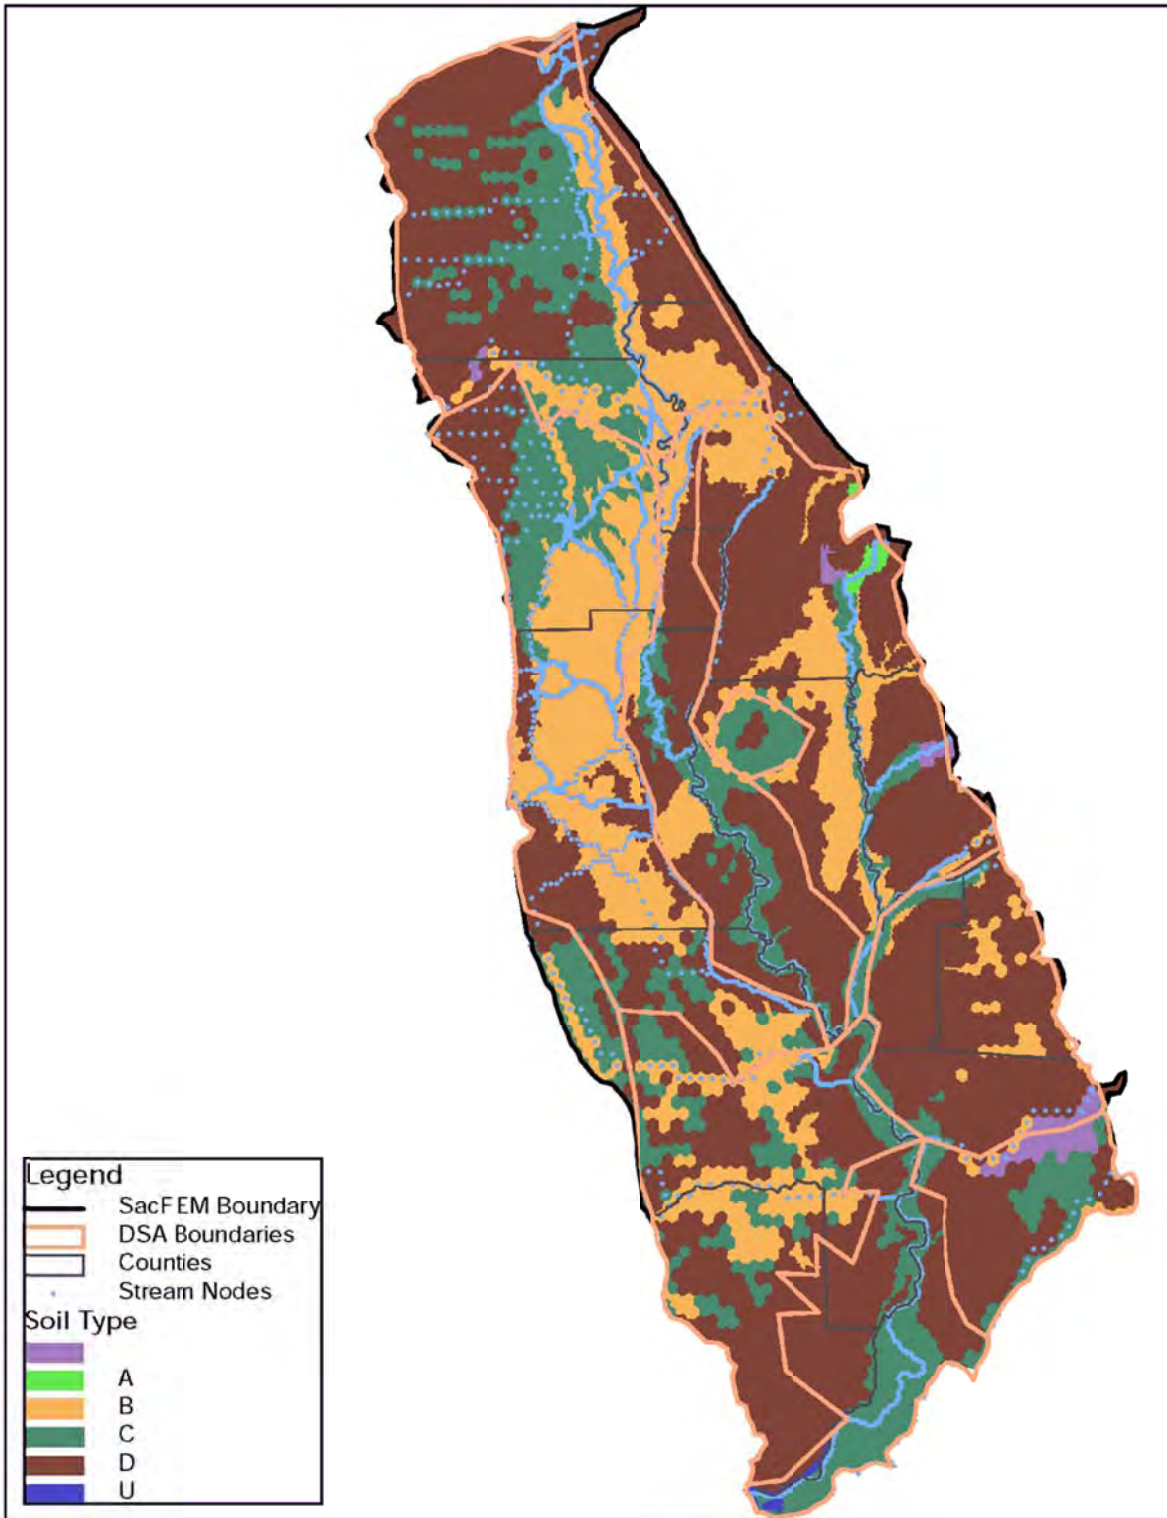 Legend
SacFEM Boundary
DSA Boundaries
Counties
Stream Nodes
Soil Type
A
B
C
D
U